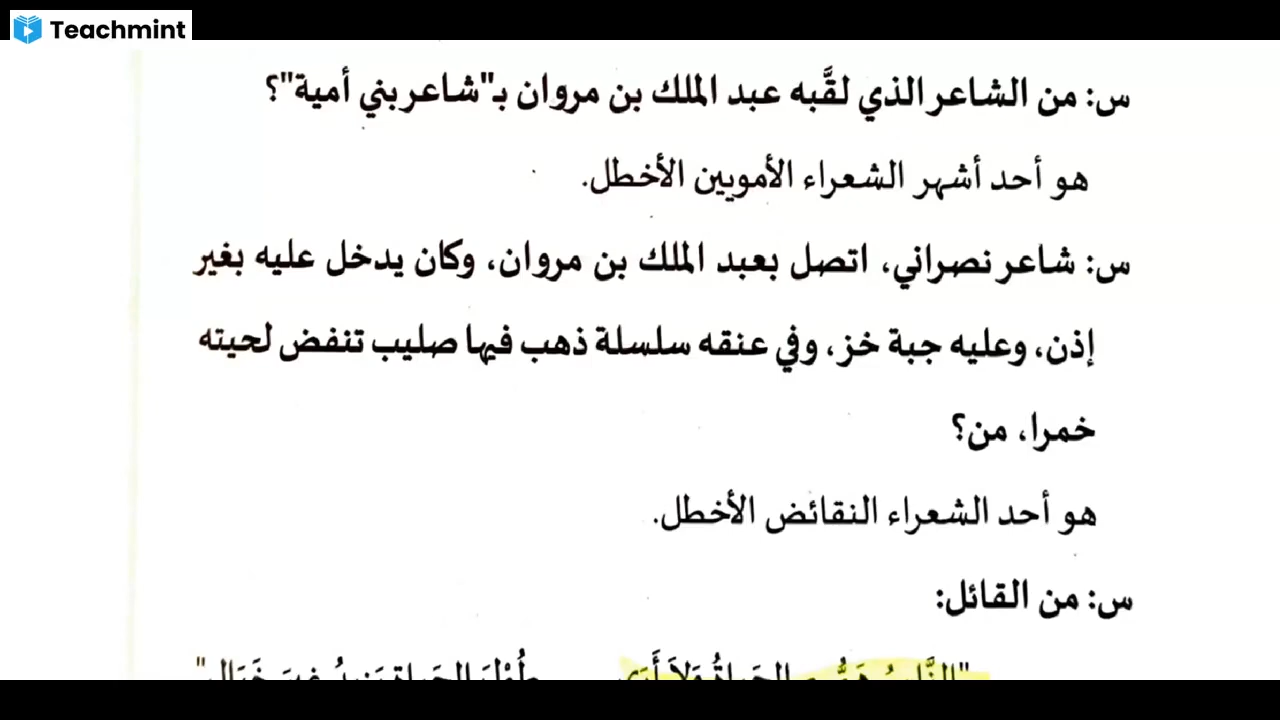 Teachmint
س: من الشاعر الذي لقَّبه عبد الملك بن مروان بـ"شاعر بني أمية"؟
هو أحد أشهر الشعراء الأمويين الأخطل.
س: شاعر نصراني، اتصل بعبد الملك بن مروان، وكان يدخل عليه بغير
إذن، وعليه جبة خز، وفي عنقه سلسلة ذهب فيها صليب تنفض لحيته
خمرا، من؟
هو أحد الشعراء النقائض الأخطل.
س: من القائل: